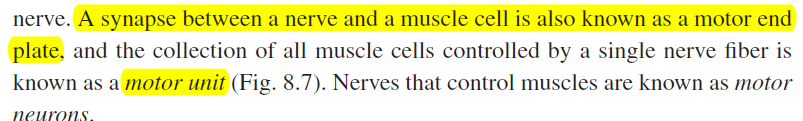 nerve. A synapse between a nerve and a muscle cell is also known as a motor end
plate, and the collection of all muscle cells controlled by a single nerve fiber is
known as a motor unit (Fig. 8.7). Nerves that control muscles are known as motor
neurons.